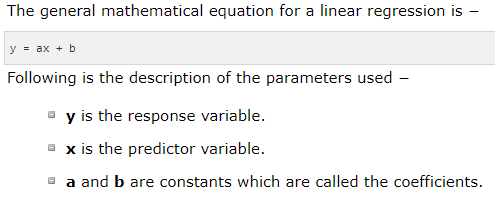 The general mathematical equation for a linear regression is −
y = ax + b
Following is the description of the parameters used −
y is the response variable.
x is the predictor variable.
a and b are constants which are called the coefficients.